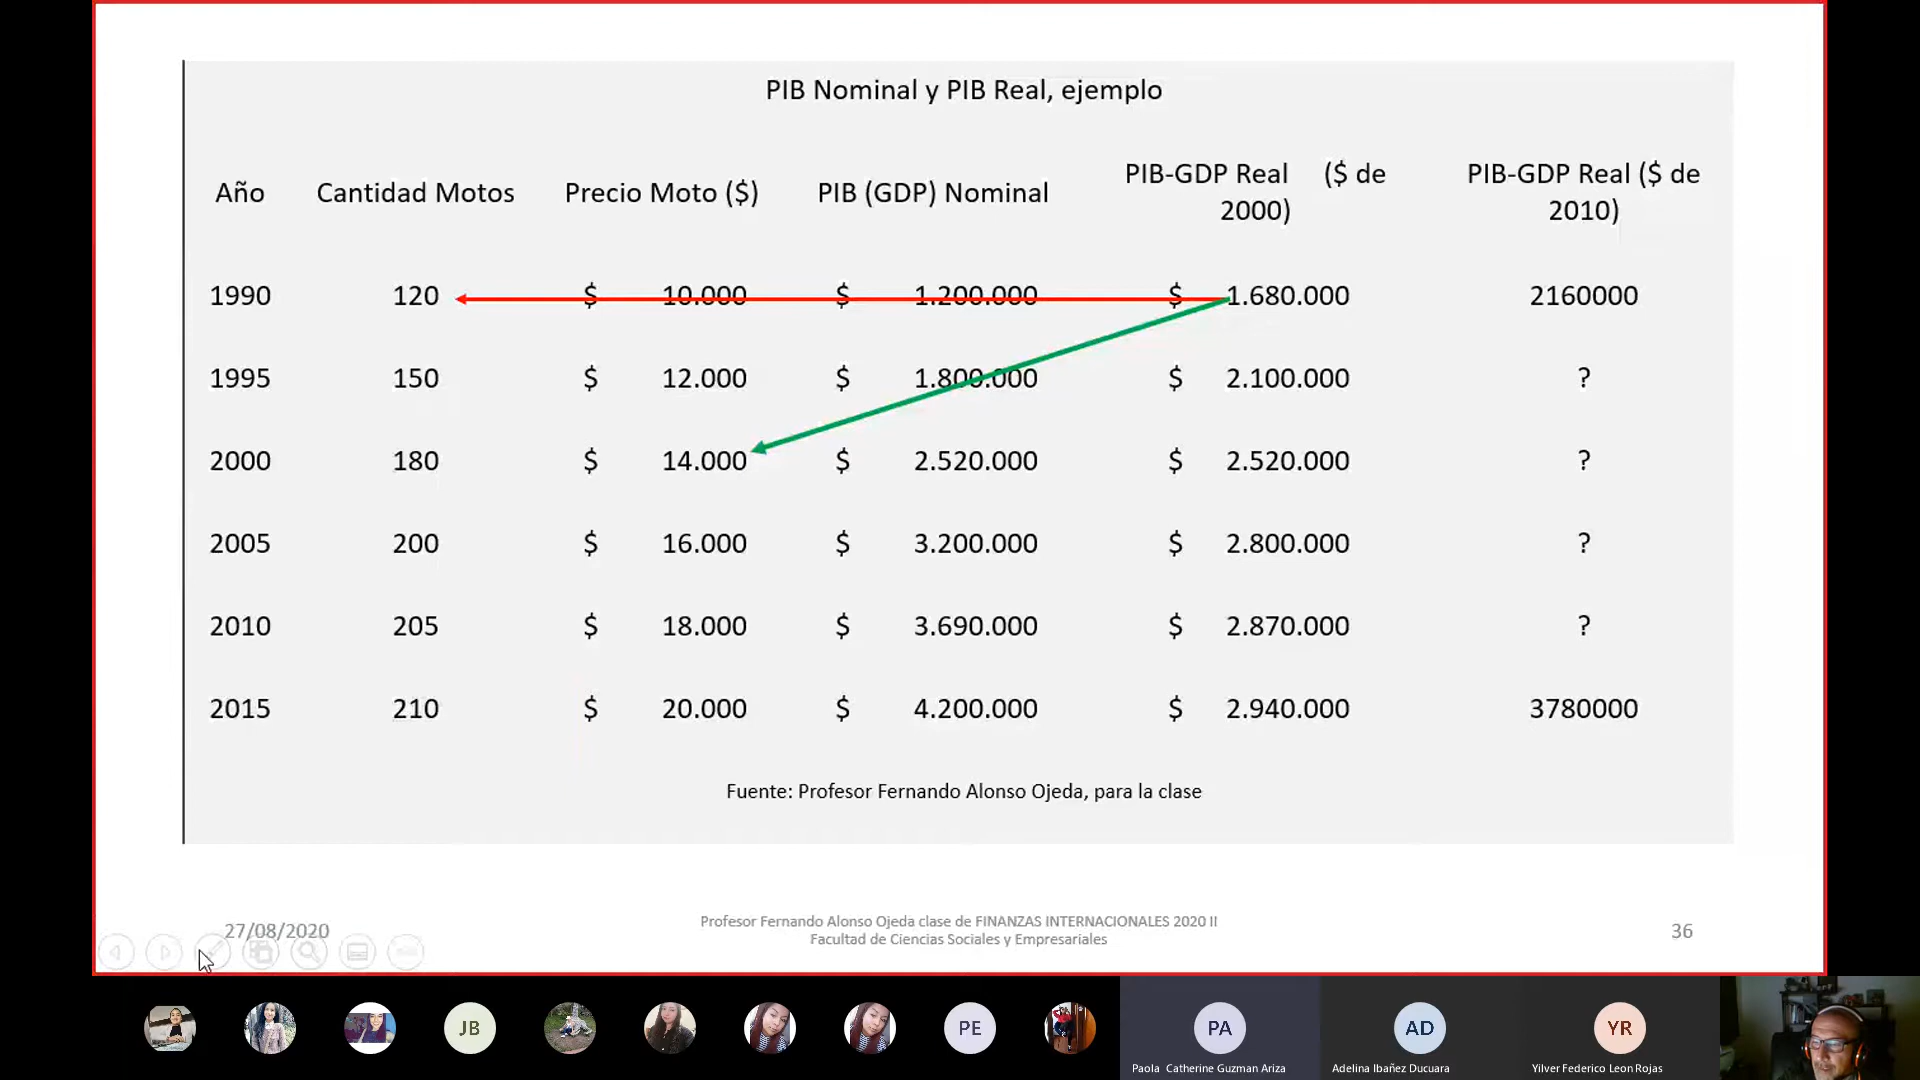 PIB Nominal y PIB Real, ejemplo
Año Cantidad Motos Precio Moto ($) PIB (GDP) Nominal PIB-GDP Real ($ de 2000) PIB-GDP Real ($ de 2010)
1990 120 $ 10.000 $ 1.200.000 $ 1.680.000 2160000
1995 150 $ 12.000 $ 1.800.000 $ 2.100.000 ?
2000 180 $ 14.000 $ 2.520.000 $ 2.520.000 ?
2005 200 $ 16.000 $ 3.200.000 $ 2.800.000 ?
2010 205 $ 18.000 $ 3.690.000 $ 2.870.000 ?
2015 210 $ 20.000 $ 4.200.000 $ 2.940.000 3780000
Fuente: Profesor Fernando Alonso Ojeda, para la clase
27/08/2020
Profesor Fernando Alonso Ojeda clase de FINANZAS INTERNACIONALES 2020 II
Facultad de Ciencias Sociales y Empresariales
36
JB
PE
PA
AD
YR
Paola Catherine Guzman Ariza
Adelina Ibañez Ducuara
Yilver Federico Leon Rojas